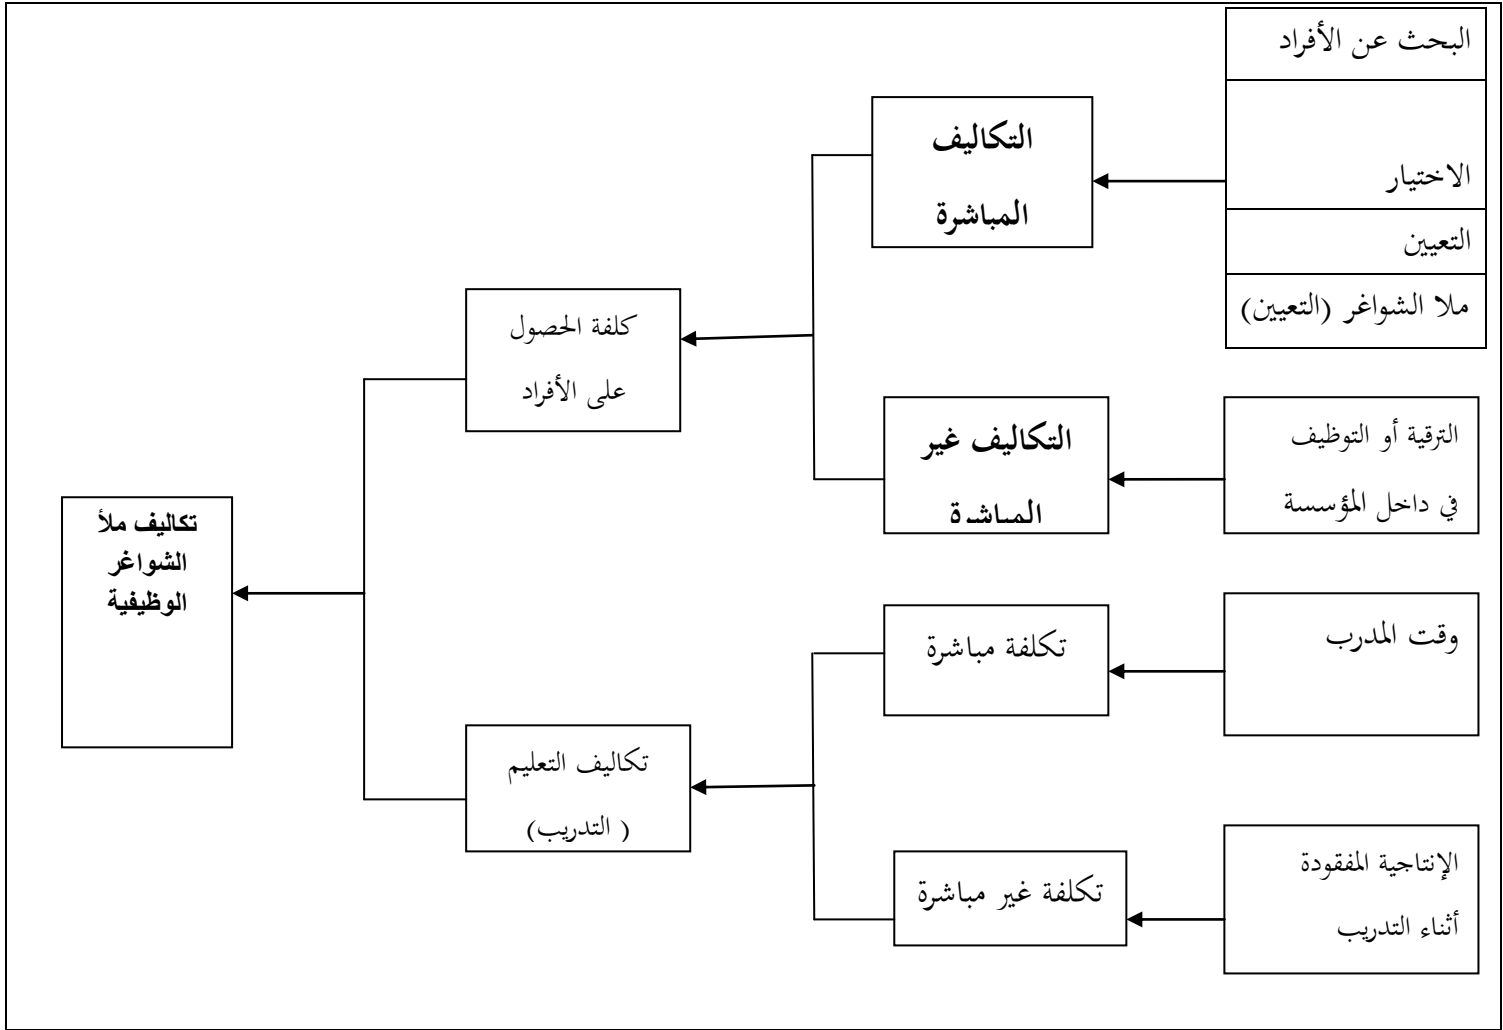 البحث عن الأفراد
الاختيار
التعيين
ملا الشواغر (التعيين)
التكاليف
المباشرة
كلفة الحصول
على الأفراد
الترقية أو التوظيف
في داخل المؤسسة
التكاليف غير
المباشرة
تكاليف ملأ
الشواغر
الوظيفية
وقت المدرب
تكلفة مباشرة
تكاليف التعليم
( التدريب)
الإنتاجية المفقودة
أثناء التدريب
تكلفة غير مباشرة